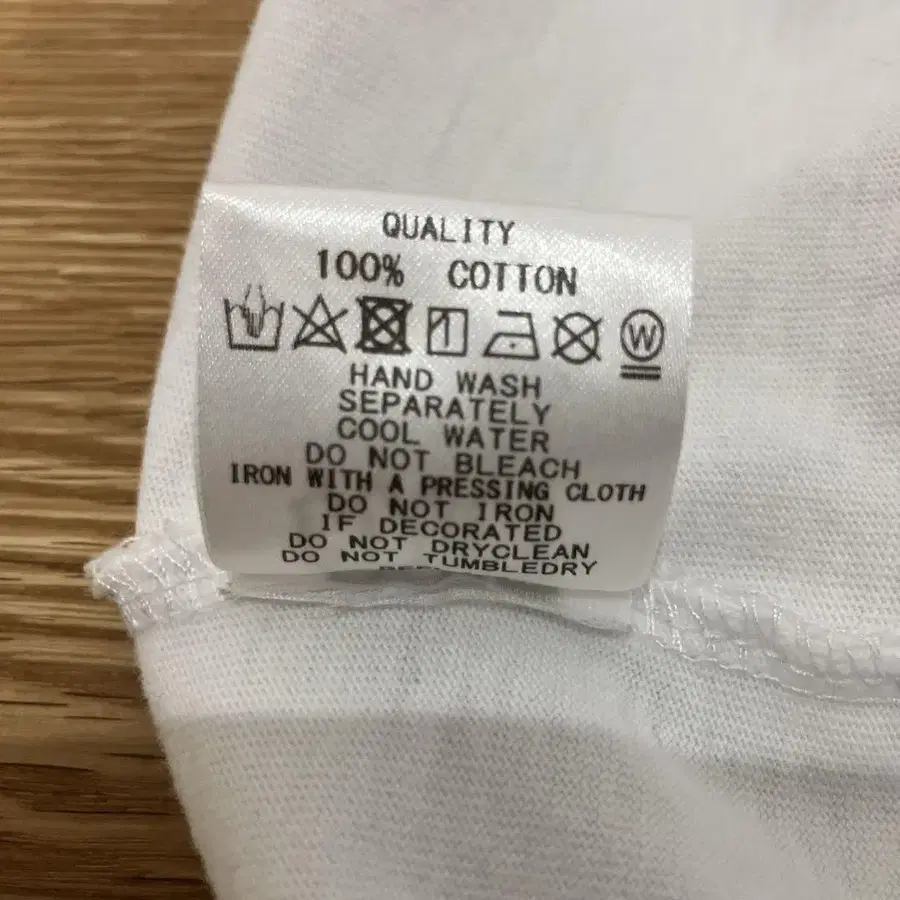 QUALITY
100% COTTON
W
HAND WASH
SEPARATELY
COOL WATER
DO NOT BLEACH
IRON WITH A PRESSING CLOTH
DO NOT IRON
IF DECORATED
DO NOT DRYCLEAN
DO NOT TUMBLEDRY